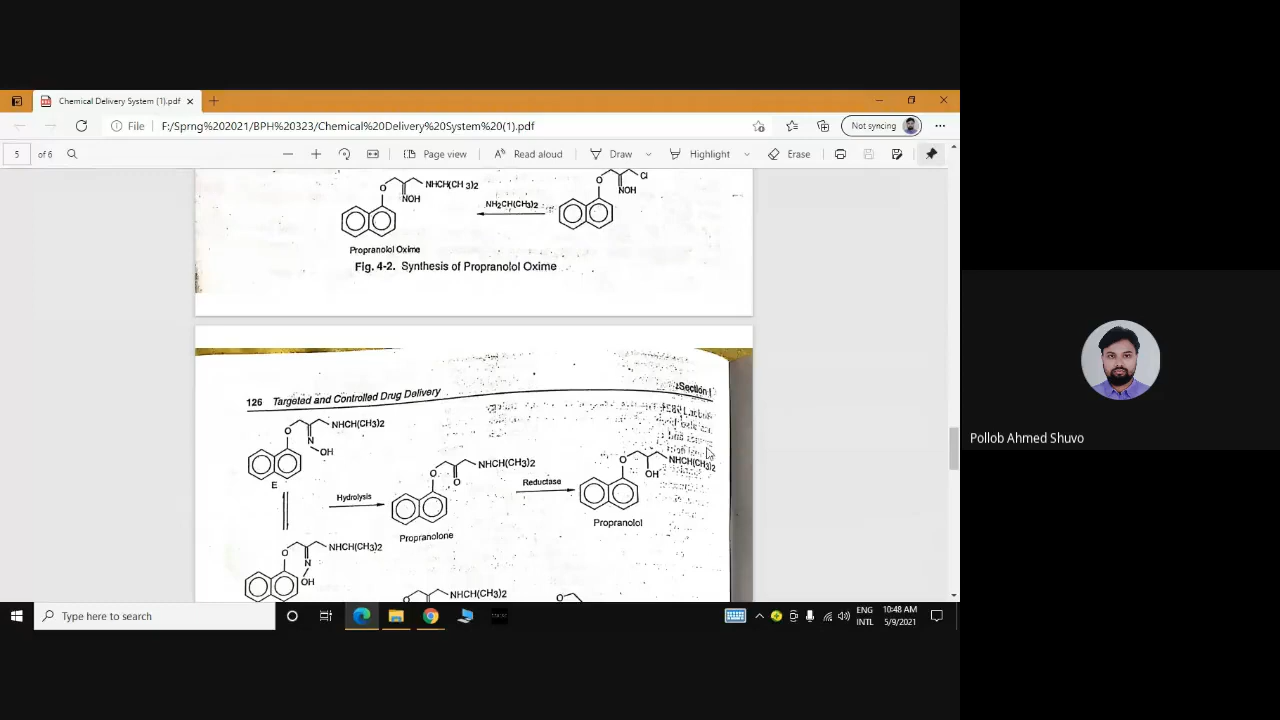 Chemical Delivery System (1).pdf
File F:/Sprng%202021/BPH%20323/Chemical%20Delivery%20System%20(1).pdf
Not syncing
5 of 6
Page view
Read aloud
Draw
Highlight
Erase
NHCH(CH3)2
O
NOH
NH2CH(CH3)2
O
Cl
NOH
Propranolol Oxime
Fig. 4-2. Synthesis of Propranolol Oxime
126 Targeted and Controlled Drug Delivery
Section I
O
NHCH(CH3)2
N
OH
E
Hydrolysis
O
NHCH(CH3)2
O
Propranolone
Reductase
O
NHCH(CH3)2
OH
Propranolol
O
NHCH(CH3)2
N
OH
O
NHCH(CH3)2
O
Pollob Ahmed Shuvo
Type here to search
ENG
INTL
10:48 AM
5/9/2021